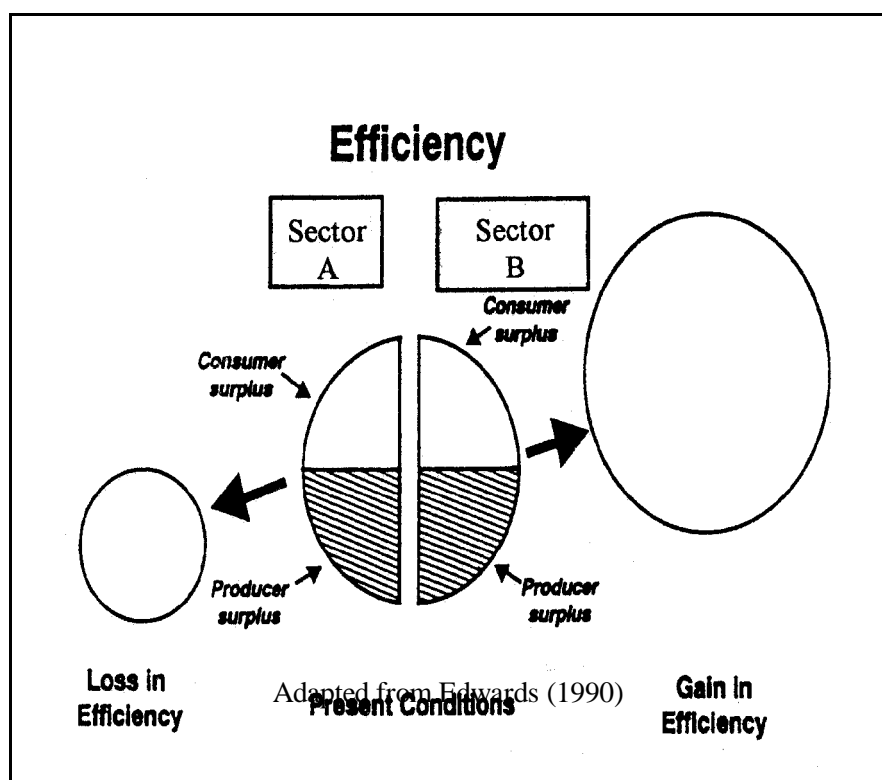 Efficiency
Sector
A
Sector
B
Consumer
surplus
Consumer
surplus
Producer
surplus
Producer
surplus
Loss in
Efficiency
Adapted from Edwards (1990)
Present Conditions
Gain in
Efficiency